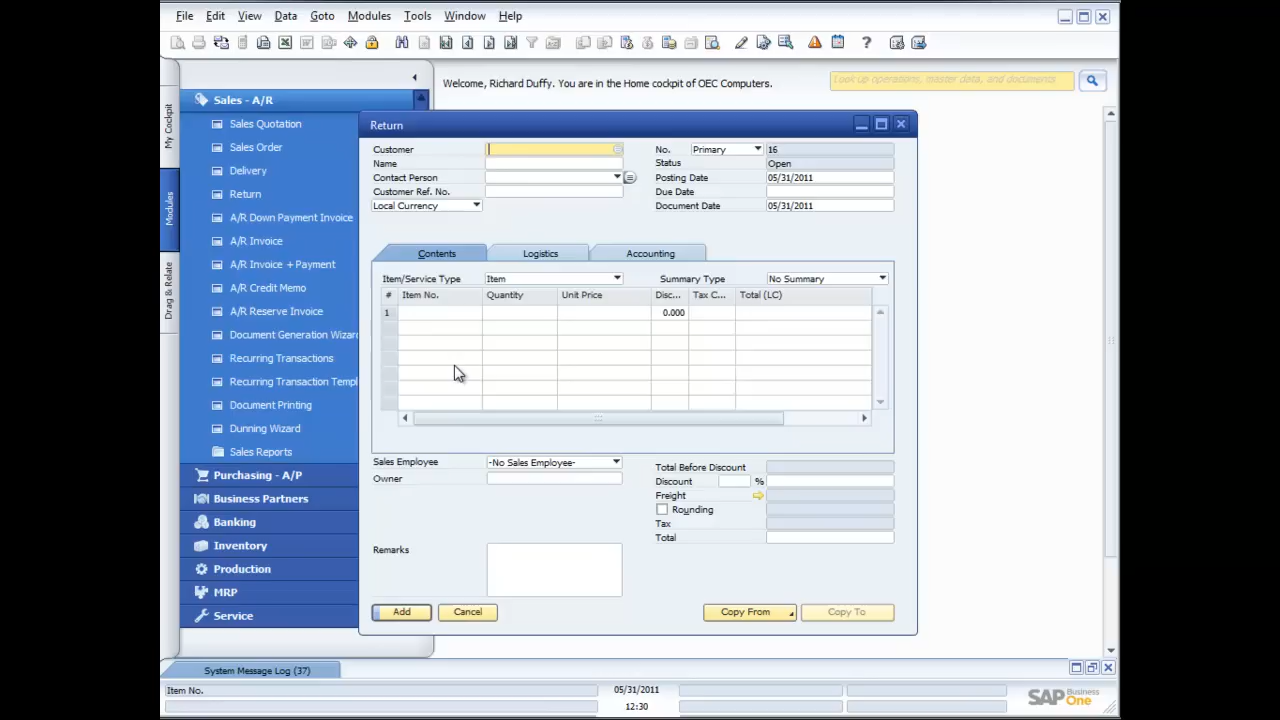 File Edit View Data Goto Modules Tools Window Help
?
Welcome, Richard Duffy. You are in the Home cockpit of OEC Computers.
Look up operations, master data, and documents
My Cockpit
Modules
Drag & Relate
Sales - A/R
Sales Quotation
Sales Order
Delivery
Return
A/R Down Payment Invoice
A/R Invoice
A/R Invoice + Payment
A/R Credit Memo
A/R Reserve Invoice
Document Generation Wizard
Recurring Transactions
Recurring Transaction Templ
Document Printing
Dunning Wizard
Sales Reports
Purchasing - A/P
Business Partners
Banking
Inventory
Production
MRP
Service
Return
Customer
Name
Contact Person
Customer Ref. No.
Local Currency
No. Primary 16
Status Open
Posting Date 05/31/2011
Due Date
Document Date 05/31/2011
Contents Logistics Accounting
Item/Service Type Item Summary Type No Summary
# Item No. Quantity Unit Price Disc... Tax C... Total (LC)
1 0.000
Sales Employee -No Sales Employee-
Owner
Total Before Discount
Discount %
Freight
Rounding
Tax
Total
Remarks
Add Cancel Copy From Copy To
System Message Log (37)
Item No. 05/31/2011
12:30
SAP Business One